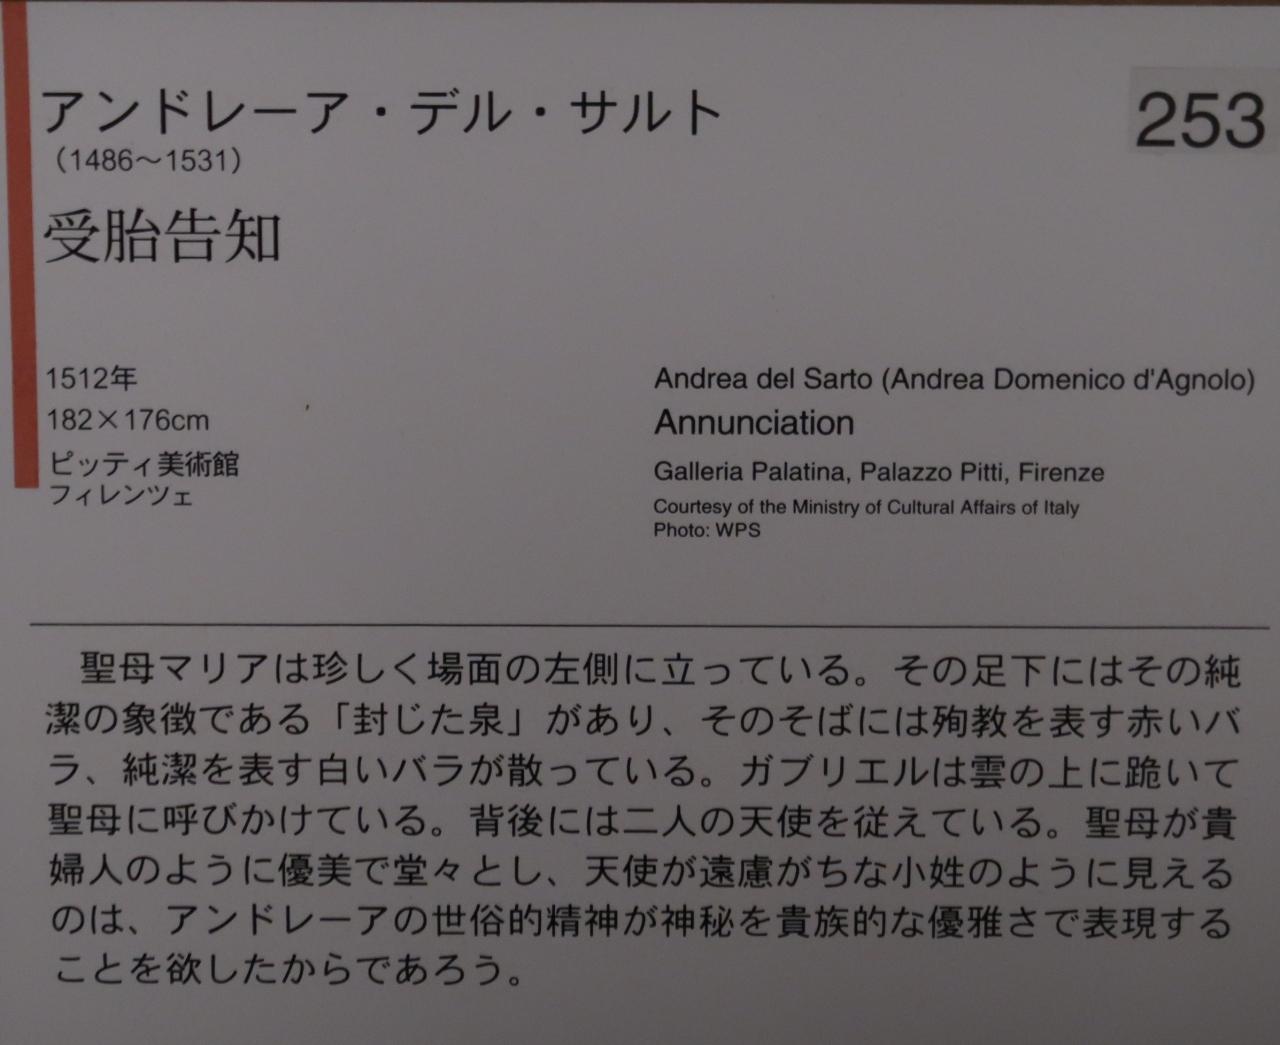 アンドレーア・デル・サルト
253
（1486〜1531）
受胎告知
1512年
182×176cm
ピッティ美術館
フィレンツェ
Andrea del Sarto (Andrea Domenico d'Agnolo)
Annunciation
Galleria Palatina, Palazzo Pitti, Firenze
Courtesy of the Ministry of Cultural Affairs of Italy
Photo: WPS
聖母マリアは珍しく場面の左側に立っている。その足下にはその純
潔の象徴である「封じた泉」があり、そのそばには殉教を表す赤いバ
ラ、純潔を表す白いバラが散っている。ガブリエルは雲の上に跪いて
聖母に呼びかけている。背後には二人の天使を従えている。聖母が貴
婦人のように優美で堂々とし、天使が遠慮がちな小姓のように見える
のは、アンドレーアの世俗的精神が神秘を貴族的な優雅さで表現する
ことを欲したからであろう。